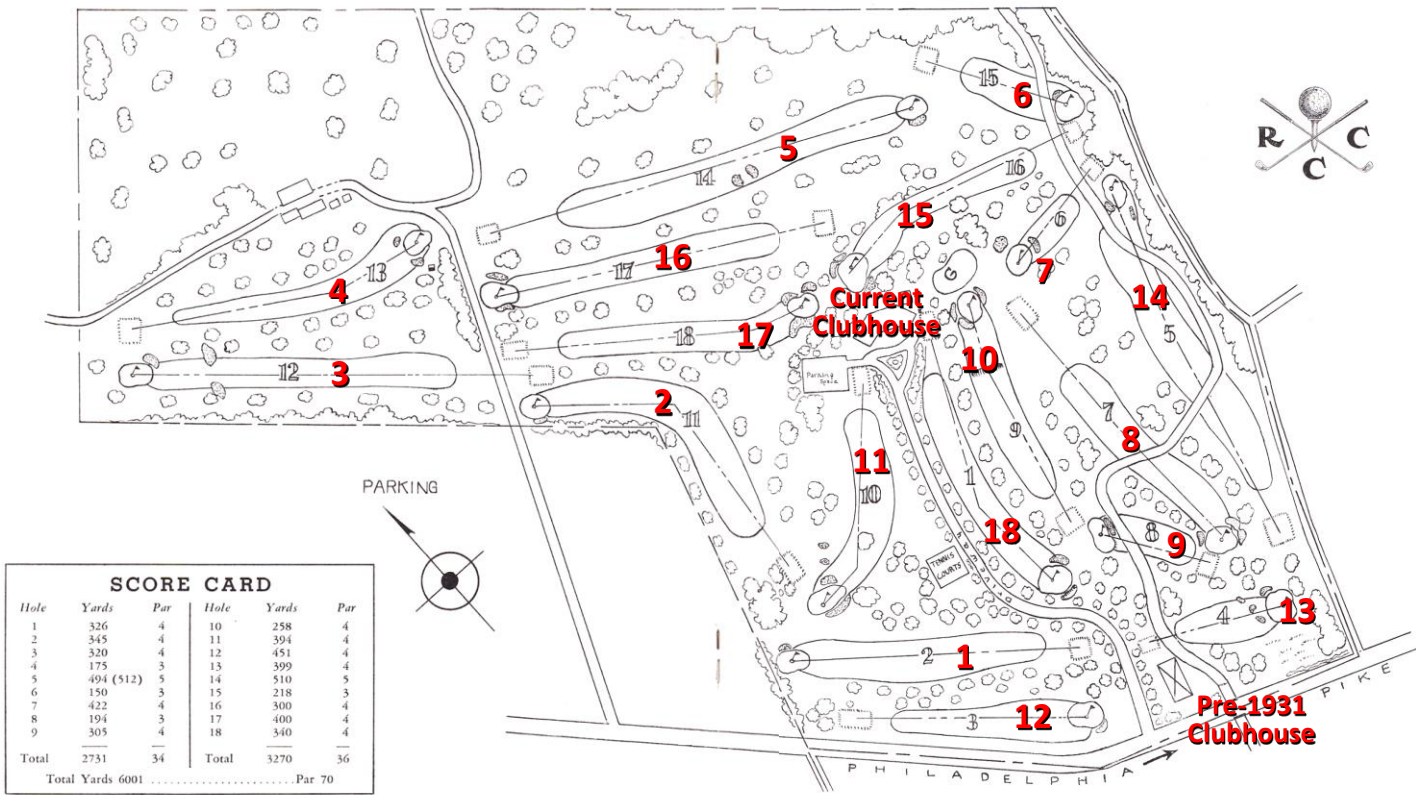 15
6
5
14
16
15
6
7
13
4
17
16
G
14
5
Current
Clubhouse
18
17
10
Parking
Space
12
3
2
11
7
8
9
1
11
10
18
PARKING
TENNIS
COURTS
8
9
4
13
2
1
3
12
Pre-1931
Clubhouse
PHILADELPHIA PIKE
R C C
SCORE CARD
Hole Yards Par Hole Yards Par
1 326 4 10 258 4
2 345 4 11 394 4
3 320 4 12 451 4
4 175 3 13 399 4
5 494 (512) 5 14 510 5
6 150 3 15 218 3
7 422 4 16 300 4
8 194 3 17 400 4
9 305 4 18 340 4
Total 2731 34 Total 3270 36
Total Yards 6001 ........................ Par 70